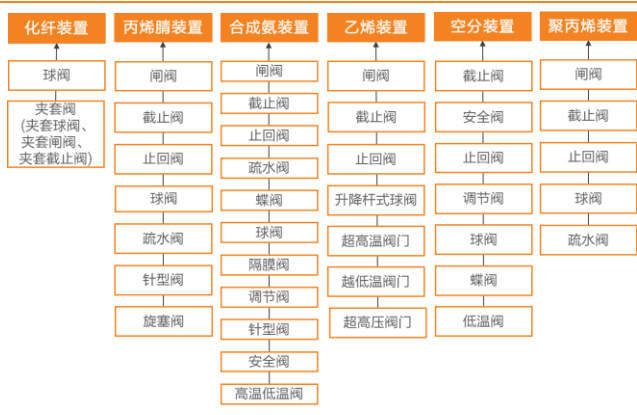 化纤装置
球阀
夹套阀
(夹套球阀、
夹套闸阀、
夹套截止阀)
丙烯腈装置
闸阀
截止阀
止回阀
球阀
疏水阀
针型阀
旋塞阀
合成氨装置
闸阀
截止阀
止回阀
疏水阀
蝶阀
球阀
隔膜阀
调节阀
针型阀
安全阀
高温低温阀
乙烯装置
闸阀
截止阀
止回阀
升降杆式球阀
超高温阀门
越低温阀门
超高压阀门
空分装置
截止阀
安全阀
止回阀
调节阀
球阀
蝶阀
低温阀
聚丙烯装置
闸阀
截止阀
止回阀
球阀
疏水阀